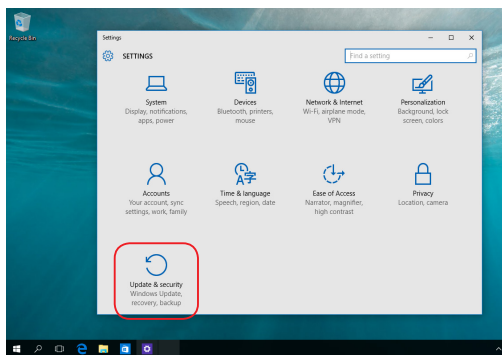 Recycle Bin
Settings
SETTINGS
Find a setting
System
Display, notifications,
apps, power
Devices
Bluetooth, printers,
mouse
Network & Internet
Wi-Fi, airplane mode,
VPN
Personalization
Background, lock
screen, colors
Accounts
Your account, sync
settings, work, family
Time & language
Speech, region, date
Ease of Access
Narrator, magnifier,
high contrast
Privacy
Location, camera
Update & security
Windows Update,
recovery, backup